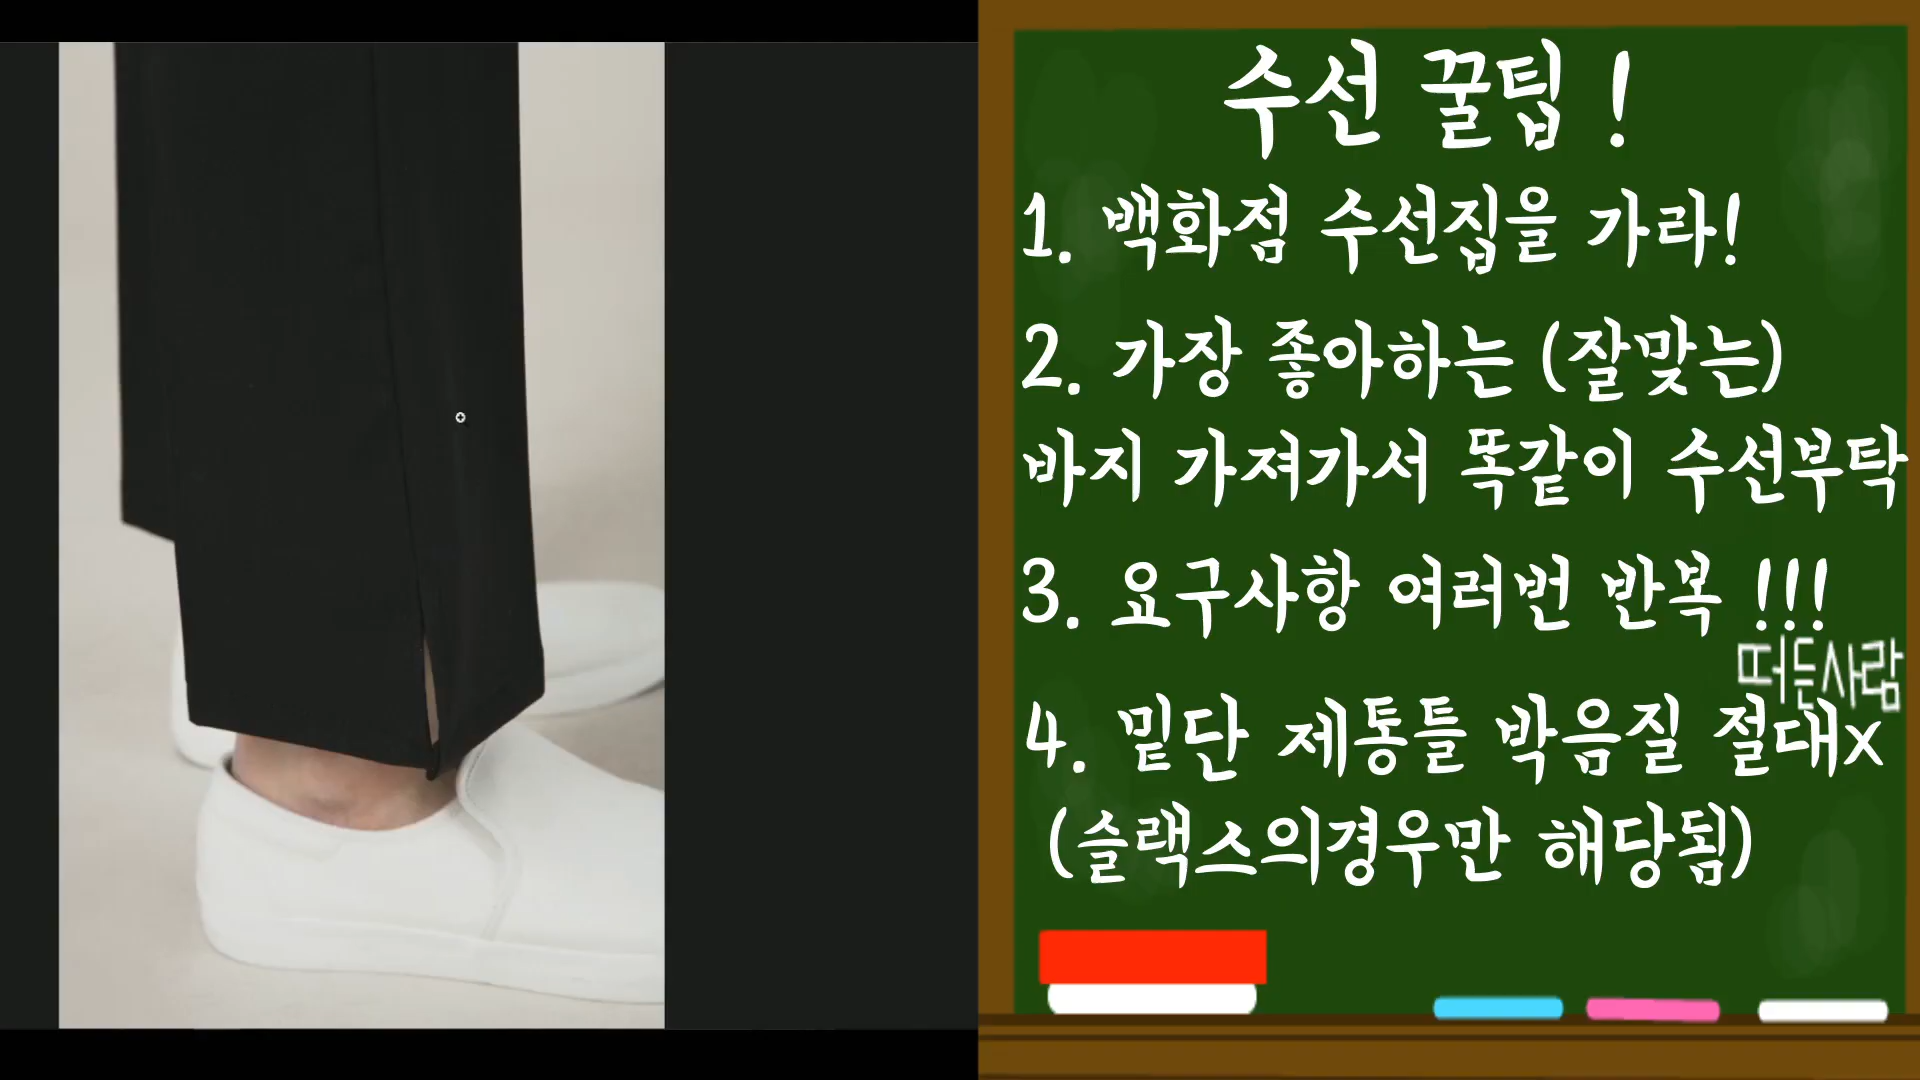 수선 꿀팁 !
1. 백화점 수선집을 가라!
2. 가장 좋아하는 (잘맞는)
바지 가져가서 똑같이 수선부탁
3. 요구사항 여러번 반복 !!!
떠든사람
4. 밑단 제통틀 박음질 절대x
(슬랙스의경우만 해당됨)